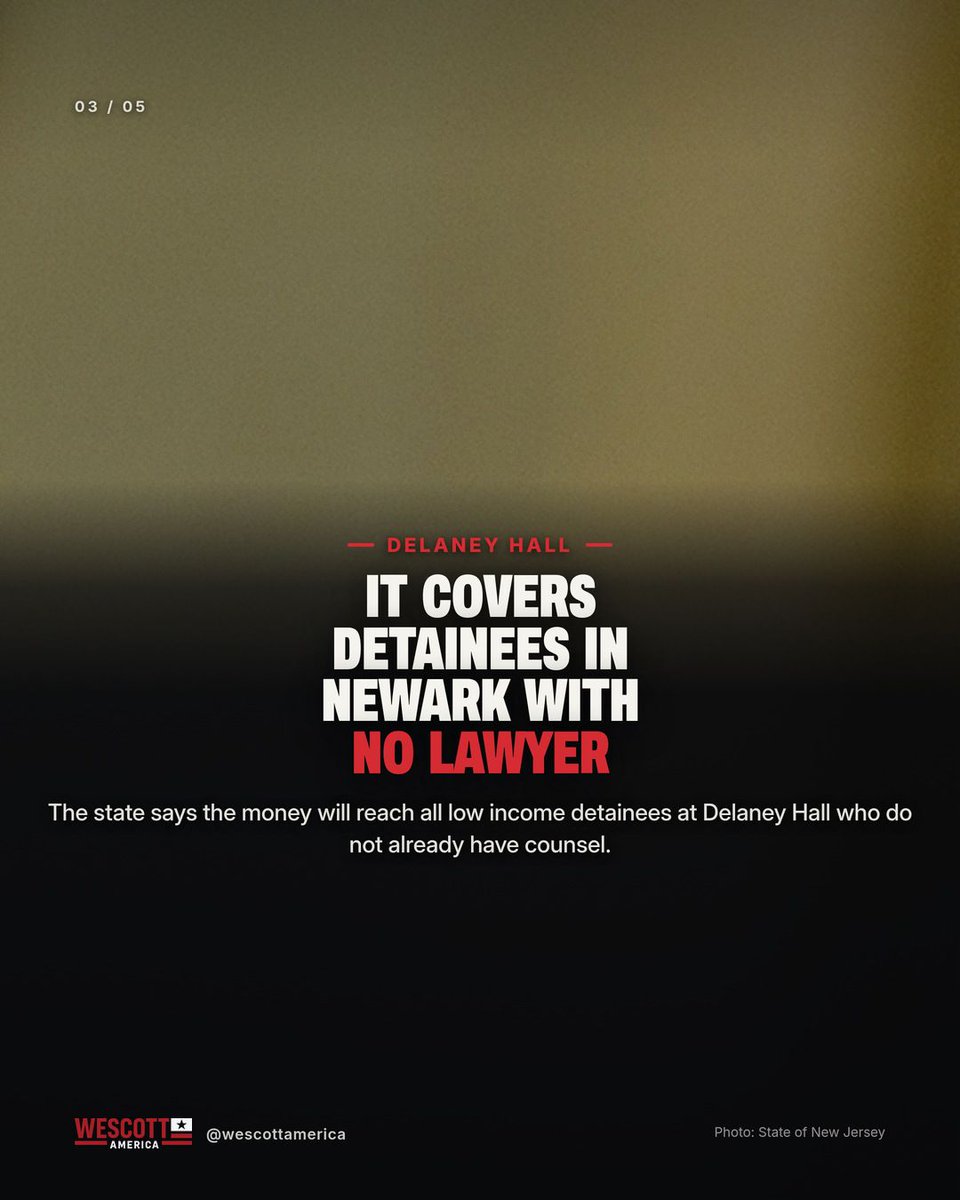 03 / 05
DELANEY HALL
IT COVERS
DETAINEES IN
NEWARK WITH
NO LAWYER
The state says the money will reach all low income detainees at Delaney Hall who do
not already have counsel.
WESCOTT
AMERICA
@wescottamerica
Photo: State of New Jersey